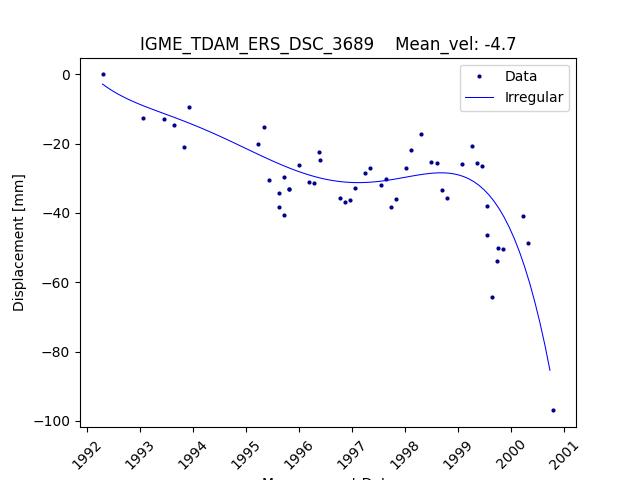 IGME_TDAM_ERS_DSC_3689    Mean_vel: -4.7
Data
Irregular
Displacement [mm]
0
−20
−40
−60
−80
−100
1992 1993 1994 1995 1996 1997 1998 1999 2000 2001